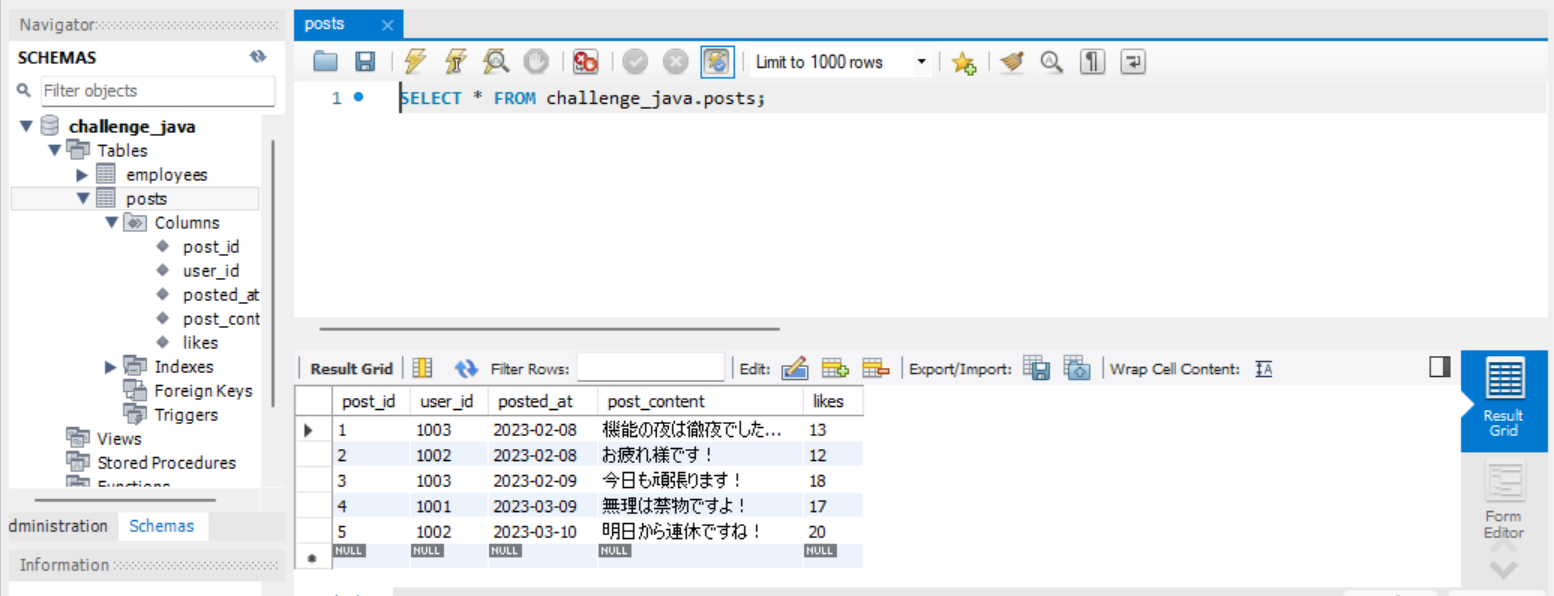 Navigator
SCHEMAS
Filter objects
challenge_java
Tables
employees
posts
Columns
post_id
user_id
posted_at
post_cont
likes
Indexes
Foreign Keys
Triggers
Views
Stored Procedures
Functions
dministration Schemas
Information
posts
Limit to 1000 rows
1 SELECT * FROM challenge_java.posts;
Result Grid Filter Rows: Edit: Export/Import: Wrap Cell Content:
post_id user_id posted_at post_content likes
1 1003 2023-02-08 機能の夜は徹夜でした... 13
2 1002 2023-02-08 お疲れ様です! 12
3 1003 2023-02-09 今日も頑張ります! 18
4 1001 2023-03-09 無理は禁物ですよ! 17
5 1002 2023-03-10 明日から連休ですね! 20
NULL NULL NULL NULL NULL
Result
Grid
Form
Editor